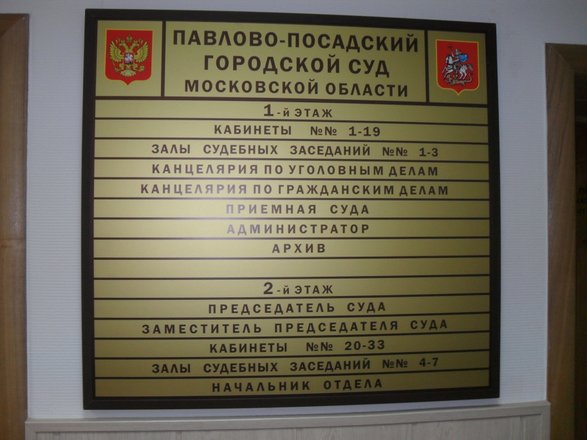 ПАВЛОВО-ПОСАДСКИЙ
ГОРОДСКОЙ СУД
МОСКОВСКОЙ ОБЛАСТИ
1-й ЭТАЖ
КАБИНЕТЫ №№ 1-19
ЗАЛЫ СУДЕБНЫХ ЗАСЕДАНИЙ №№ 1-3
КАНЦЕЛЯРИЯ ПО УГОЛОВНЫМ ДЕЛАМ
КАНЦЕЛЯРИЯ ПО ГРАЖДАНСКИМ ДЕЛАМ
ПРИЕМНАЯ СУДА
АДМИНИСТРАТОР
АРХИВ
2-й ЭТАЖ
ПРЕДСЕДАТЕЛЬ СУДА
ЗАМЕСТИТЕЛЬ ПРЕДСЕДАТЕЛЯ СУДА
КАБИНЕТЫ №№ 20-33
ЗАЛЫ СУДЕБНЫХ ЗАСЕДАНИЙ №№ 4-7
НАЧАЛЬНИК ОТДЕЛА